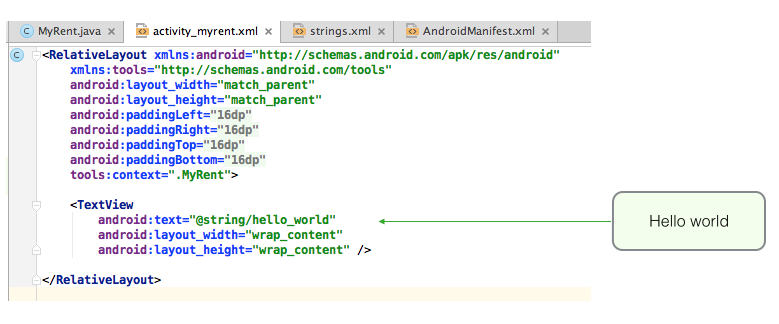 MyRent.java
activity_myrent.xml
strings.xml
AndroidManifest.xml
<RelativeLayout xmlns:android="http://schemas.android.com/apk/res/android"
xmlns:tools="http://schemas.android.com/tools"
android:layout_width="match_parent"
android:layout_height="match_parent"
android:paddingLeft="16dp"
android:paddingRight="16dp"
android:paddingTop="16dp"
android:paddingBottom="16dp"
tools:context=".MyRent">
<TextView
android:text="@string/hello_world"
android:layout_width="wrap_content"
android:layout_height="wrap_content" />
</RelativeLayout>
Hello world